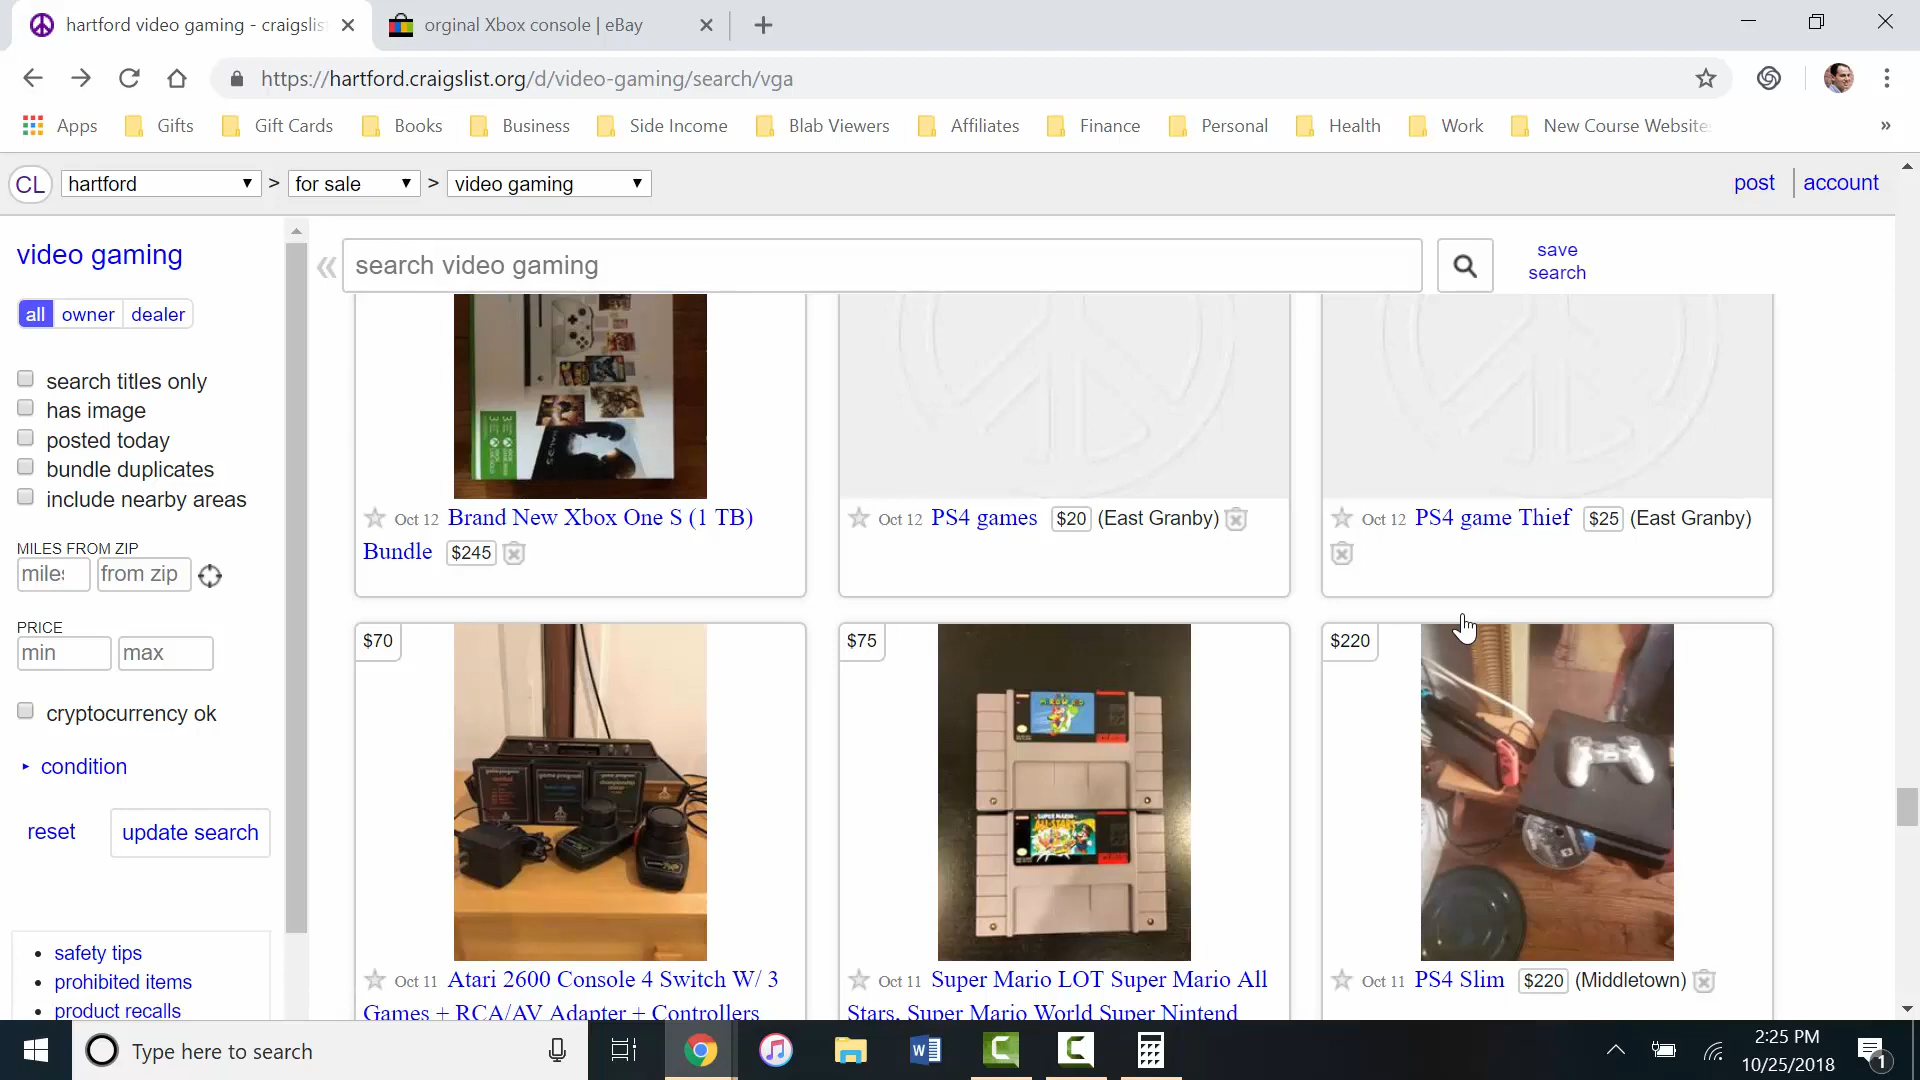 hartford video gaming - craigslis
orginal Xbox console | eBay
https://hartford.craigslist.org/d/video-gaming/search/vga
Apps
Gifts
Gift Cards
Books
Business
Side Income
Blab Viewers
Affiliates
Finance
Personal
Health
Work
New Course Website
»
CL
hartford
>
for sale
>
video gaming
post
account
video gaming
all owner dealer
search titles only
has image
posted today
bundle duplicates
include nearby areas
MILES FROM ZIP
miles
from zip
PRICE
min
max
cryptocurrency ok
condition
reset
update search
• safety tips
• prohibited items
• product recalls
«
search video gaming
save
search
Oct 12 Brand New Xbox One S (1 TB)
Bundle $245
Oct 12 PS4 games $20 (East Granby)
Oct 12 PS4 game Thief $25 (East Granby)
$70
$75
$220
Oct 11 Atari 2600 Console 4 Switch W/ 3
Games + RCA/AV Adapter + Controllers
Oct 11 Super Mario LOT Super Mario All
Stars, Super Mario World Super Nintend
Oct 11 PS4 Slim $220 (Middletown)
Type here to search
2:25 PM
10/25/2018
1